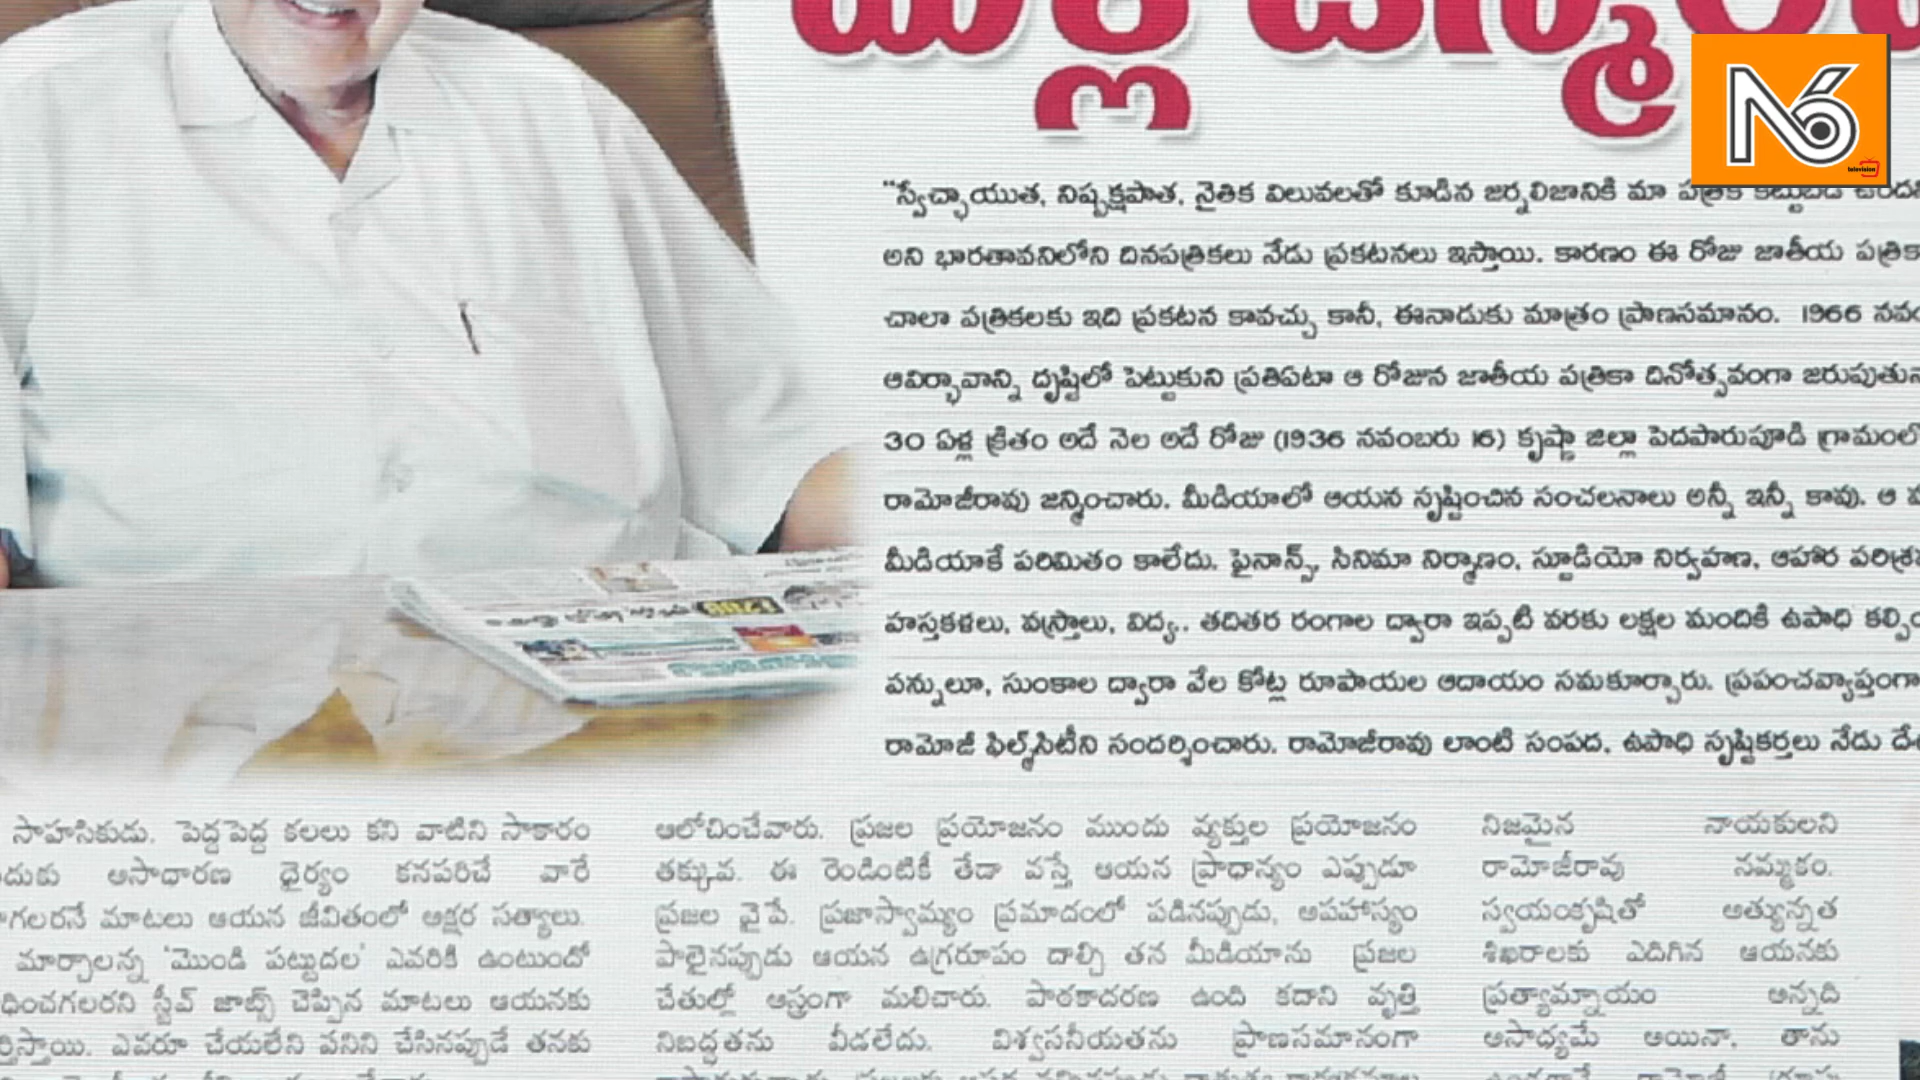 N6
television
“స్వేచ్ఛాయుత, నిష్పక్షపాత, నైతిక విలువలతో కూడిన జర్నలిజానికి మా పత్రిక కట్టుబడి
అని భారతావనిలోని దినపత్రికలు నేడు ప్రకటనలు ఇస్తాయి. కారణం ఈ రోజు జాతీయ పత్రికా
చాలా పత్రికలకు ఇది ప్రకటన కావచ్చు కానీ, ఈనాడుకు మాత్రం ప్రాణసమానం. 1966
ఆవిర్భావాన్ని దృష్టిలో పెట్టుకుని ప్రతిఏటా ఆ రోజున జాతీయ పత్రికా దినోత్సవంగా
30 ఏళ్ల క్రితం అదే నెల అదే రోజు (1936 నవంబరు 16) కృష్ణా జిల్లా పెదపారుపూడి
రామోజీరావు జన్మించారు. మీడియాలో ఆయన సృష్టించిన సంచలనాలు అన్నీ ఇన్నీ కావు. ఆ
మీడియాకే పరిమితం కాలేదు. ఫైనాన్స్, సినిమా నిర్మాణం, స్టూడియో నిర్వహణ, ఆహార
హస్తకళలు, వస్త్రాలు, విద్య.. తదితర రంగాల ద్వారా ఇప్పటి వరకు లక్షల మందికి ఉపాధి
పన్నులూ, సుంకాల ద్వారా వేల కోట్ల రూపాయల ఆదాయం సమకూర్చారు. ప్రపంచవ్యాప్తంగా
రామోజీ ఫిల్మ్‌సిటీని సందర్శించారు. రామోజీరావు లాంటి సంపద, ఉపాధి సృష్టికర్తలు నేడు
సాహసికుడు. పెద్దపెద్ద కలలు కని వాటిని సాకారం
అసాధారణ ధైర్యం కనపరిచే వారే
మాటలు ఆయన జీవితంలో అక్షర సత్యాలు.
మార్చాలన్న ‘మొండి పట్టుదల’ ఎవరికి ఉంటుందో
స్టీవ్ జాబ్స్ చెప్పిన మాటలు ఆయనకు
ఎవరూ చేయలేని పనిని చేసినప్పుడే తనకు
ఆలోచించేవారు. ప్రజల ప్రయోజనం ముందు వ్యక్తుల ప్రయోజనం
తక్కువ. ఈ రెండింటికీ తేడా వస్తే ఆయన ప్రాధాన్యం ఎప్పుడూ
ప్రజల వైపే. ప్రజాస్వామ్యం ప్రమాదంలో పడినప్పుడు, అపహాస్యం
పాలైనప్పుడు ఆయన ఉగ్రరూపం దాల్చి తన మీడియాను ప్రజల
చేతుల్లో అస్త్రంగా మలిచారు. పాఠకాదరణ ఉంది కదాని వృత్తి
నిబద్ధతను వీడలేదు. విశ్వసనీయతను ప్రాణసమానంగా
నిజమైన నాయకులని
రామోజీరావు నమ్మకం.
స్వయంకృషితో అత్యున్నత
శిఖరాలకు ఎదిగిన ఆయనకు
ప్రత్యామ్నాయం అన్నది
అసాధ్యమే అయినా, తాను